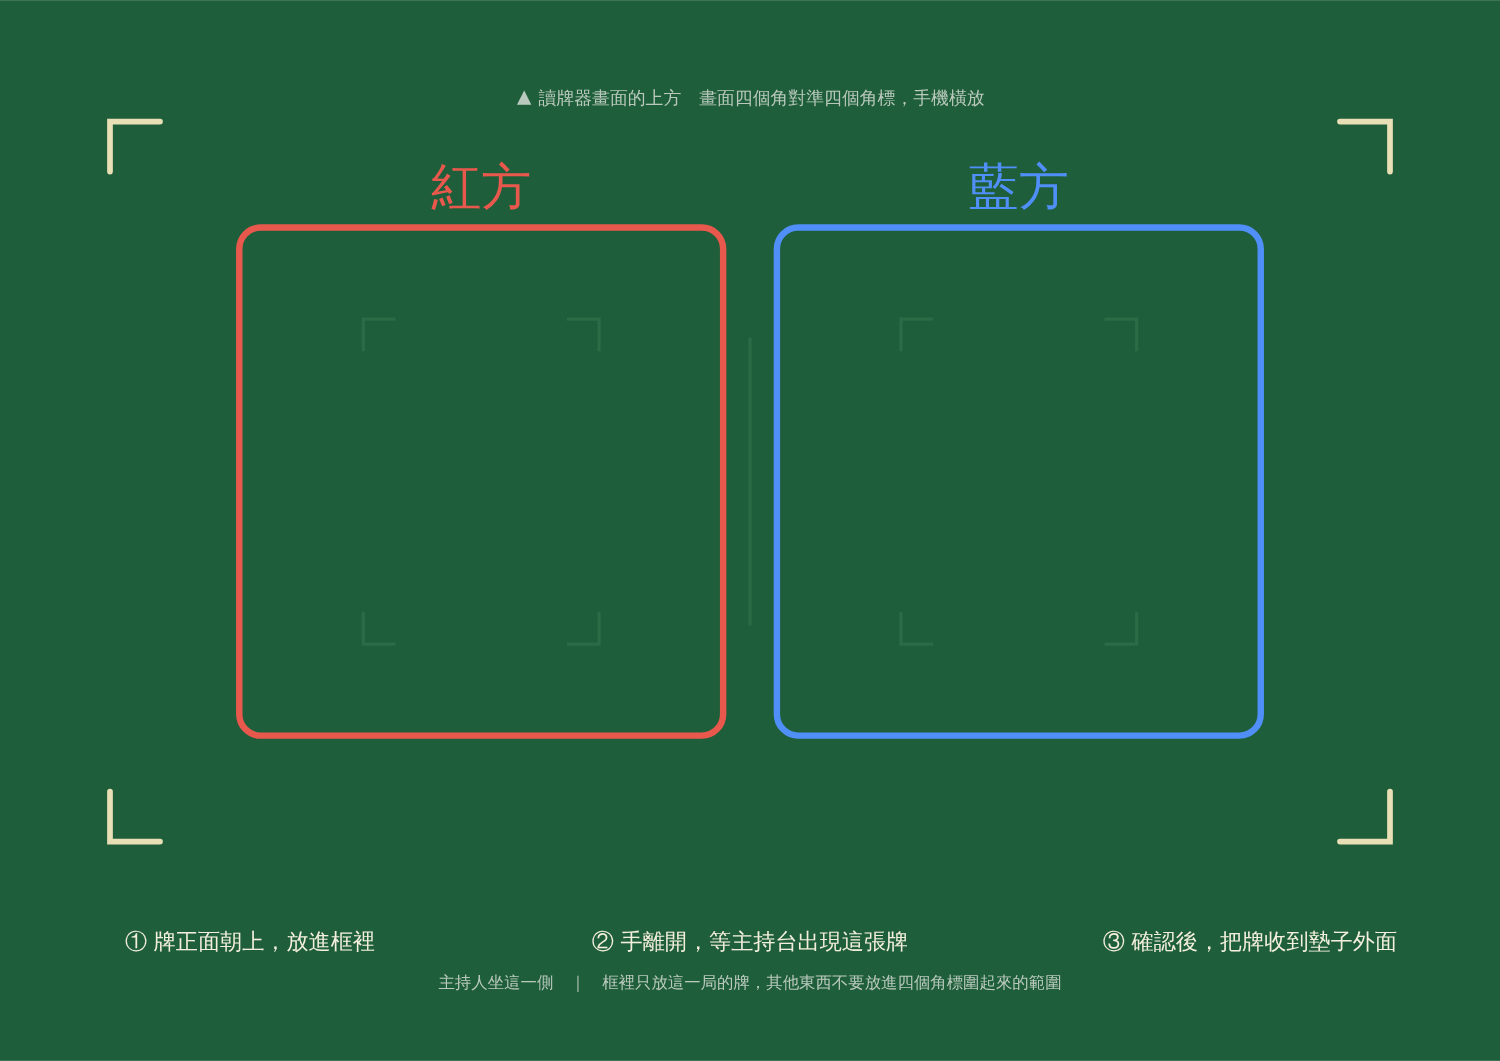 ▲ 讀牌器畫面的上方　畫面四個角對準四個角標，手機橫放
紅方
藍方
① 牌正面朝上，放進框裡
② 手離開，等主持台出現這張牌
③ 確認後，把牌收到墊子外面
主持人坐這一側　｜　框裡只放這一局的牌，其他東西不要放進四個角標圍起來的範圍